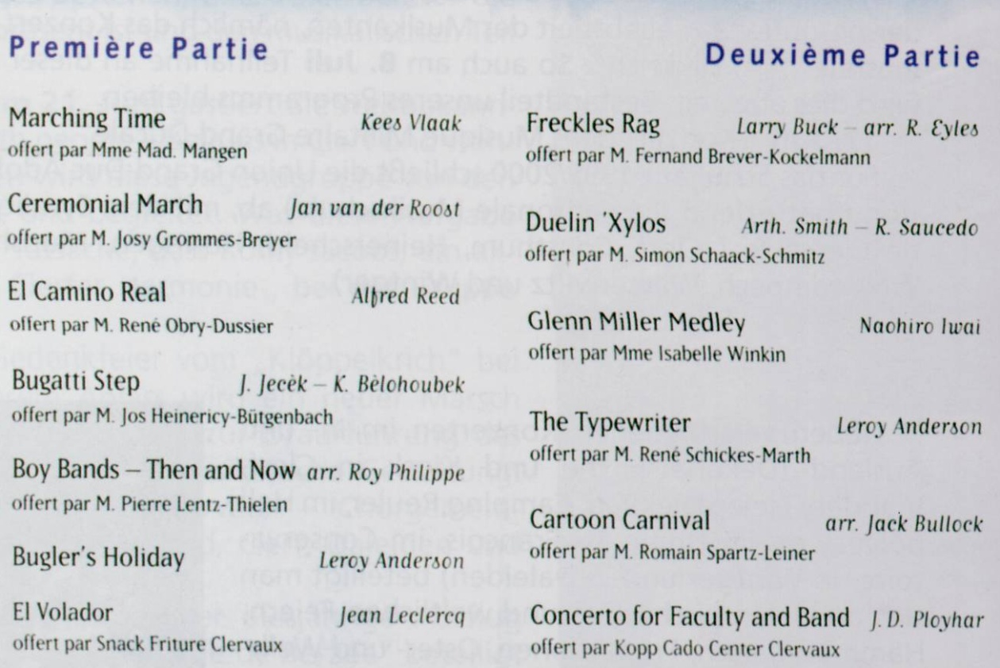 Première Partie
Marching Time Kees Vlaak
offert par Mme Mad. Mangen
Ceremonial March Jan van der Roost
offert par M. Josy Grommes-Breyer
El Camino Real Alfred Reed
offert par M. René Obry-Dussier
Bugatti Step J. Jecèk – K. Bèlohoubek
offert par M. Jos Heinericy-Bütgenbach
Boy Bands – Then and Now arr. Roy Philippe
offert par M. Pierre Lentz-Thielen
Bugler's Holiday Leroy Anderson
El Volador Jean Leclercq
offert par Snack Friture Clervaux
Deuxième Partie
Freckles Rag Larry Buck – arr. R. Eyles
offert par M. Fernand Brever-Kockelmann
Duelin 'Xylos Arth. Smith – R. Saucedo
offert par M. Simon Schaack-Schmitz
Glenn Miller Medley Naohiro Iwai
offert par Mme Isabelle Winkin
The Typewriter Leroy Anderson
offert par M. René Schickes-Marth
Cartoon Carnival arr. Jack Bullock
offert par M. Romain Spartz-Leiner
Concerto for Faculty and Band J.D. Ployhar
offert par Kopp Cado Center Clervaux